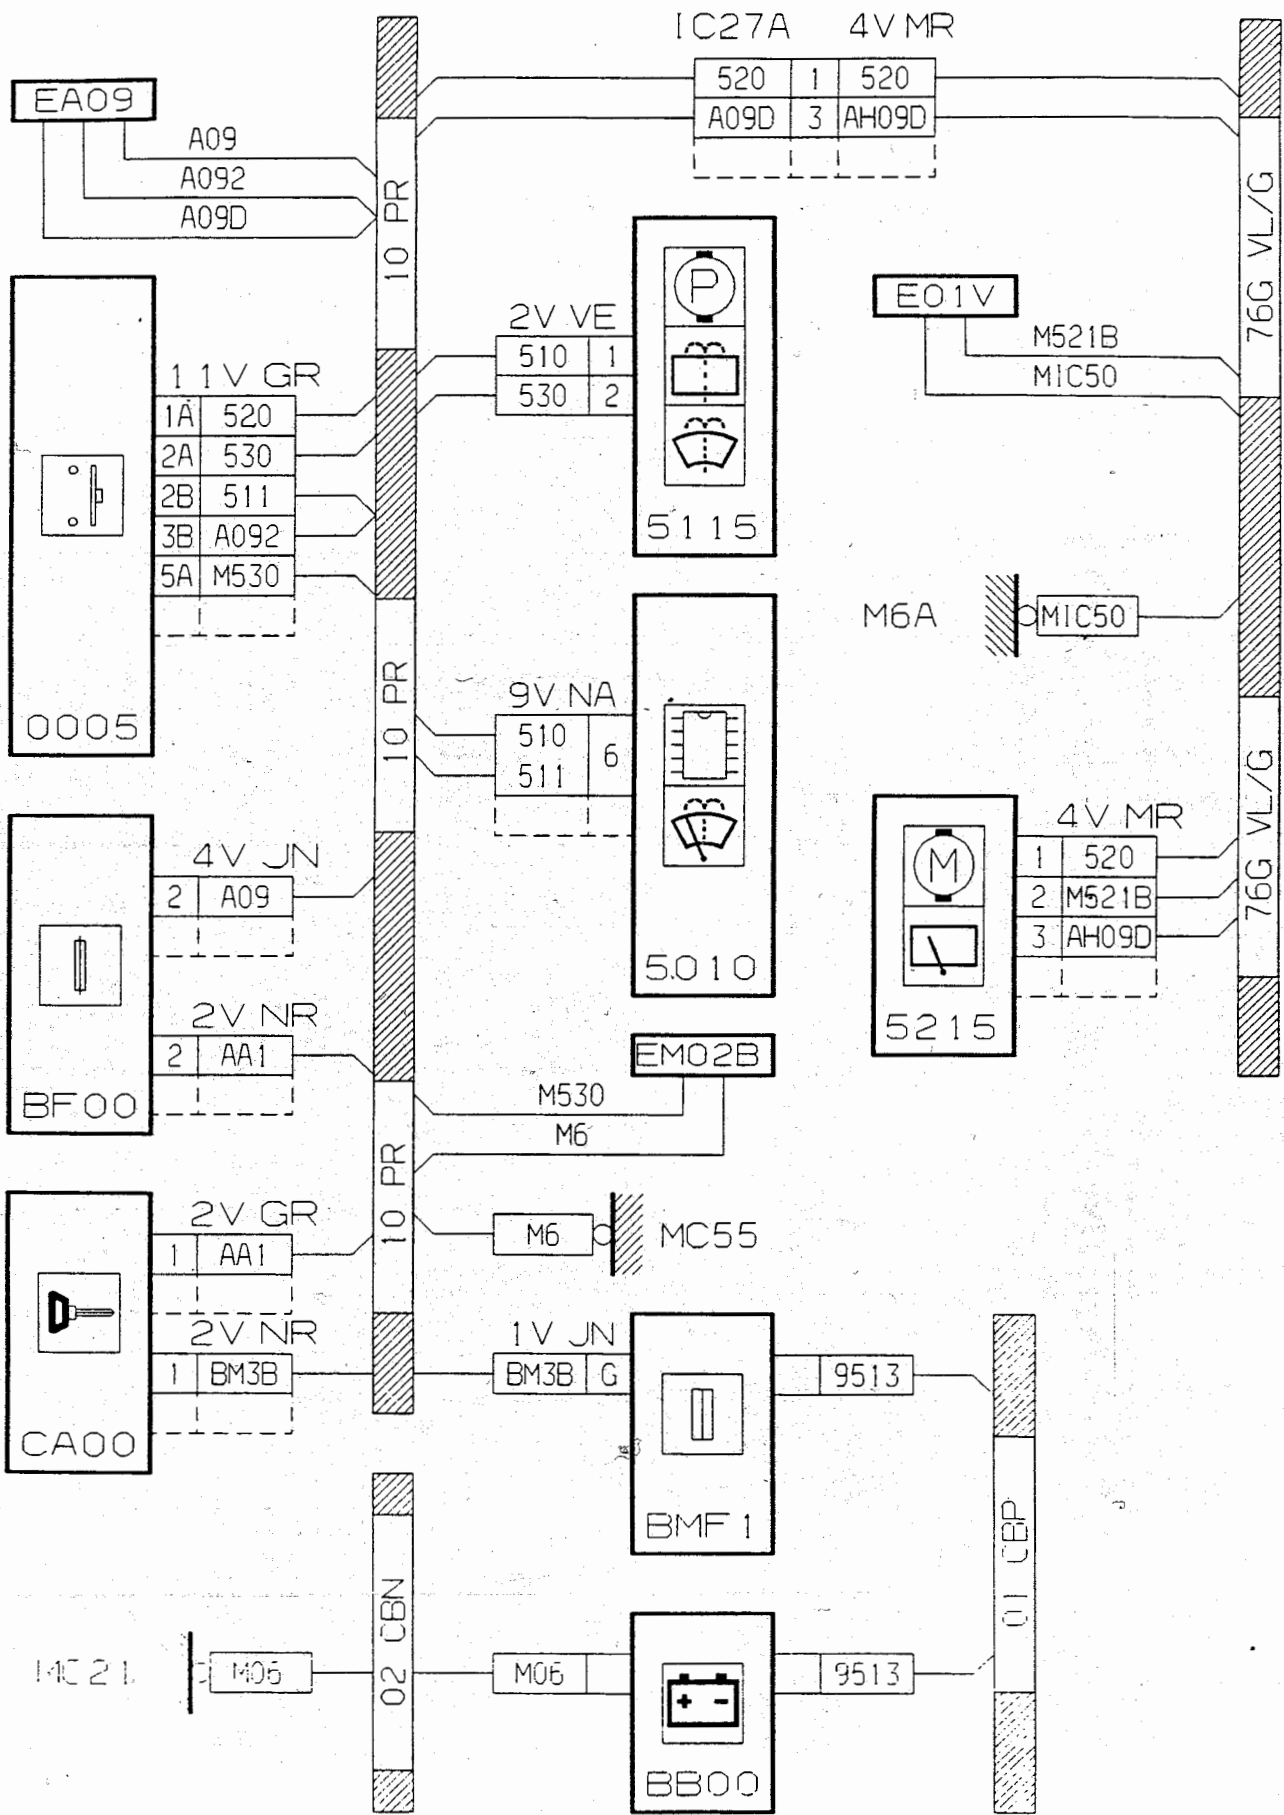 IC27A 4V MR
520 1 520
A09D 3 AH09D
EA09
A09
A092
A09D
10 PR
76G VL/G
11V GR
1A 520
2A 530
2B 511
3B A092
5A M530
0005
2V VE
510 1
530 2
P
5115
E01V
M521B
MIC50
M6A
MIC50
10 PR
9V NA
510
511
6
5010
4V MR
1 520
2 M521B
3 AH09D
M
5215
76G VL/G
4V JN
2 A09
2V NR
2 AA1
BF00
EM02B
M530
M6
10 PR
2V GR
1 AA1
2V NR
1 BM3B
CA00
M6
MC55
1V JN
BM3B G
9513
BMF1
01 CBP
02 CBN
MC21
M06
M06
9513
+ -
BB00